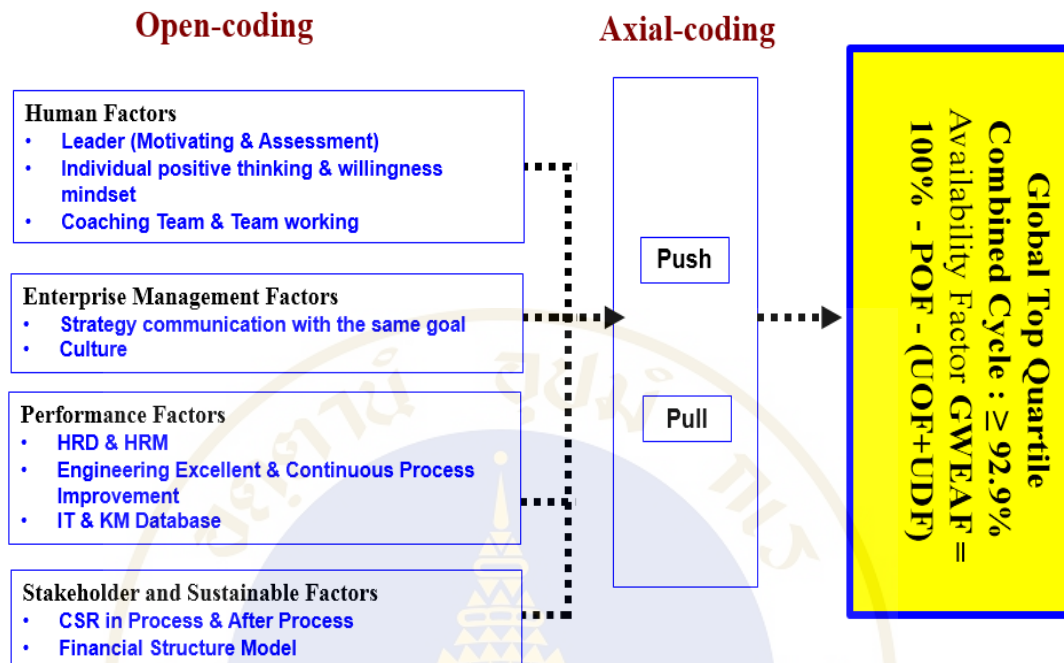 Open-coding
Axial-coding
Human Factors
• Leader (Motivating & Assessment)
• Individual positive thinking & willingness
mindset
• Coaching Team & Team working
Enterprise Management Factors
• Strategy communication with the same goal
• Culture
Performance Factors
• HRD & HRM
• Engineering Excellent & Continuous Process
Improvement
• IT & KM Database
Stakeholder and Sustainable Factors
• CSR in Process & After Process
• Financial Structure Model
Push
Pull
Global Top Quartile
Combined Cycle : ≥ 92.9%
Availability Factor GWEAF =
100% - POF - (UOF+UDF)